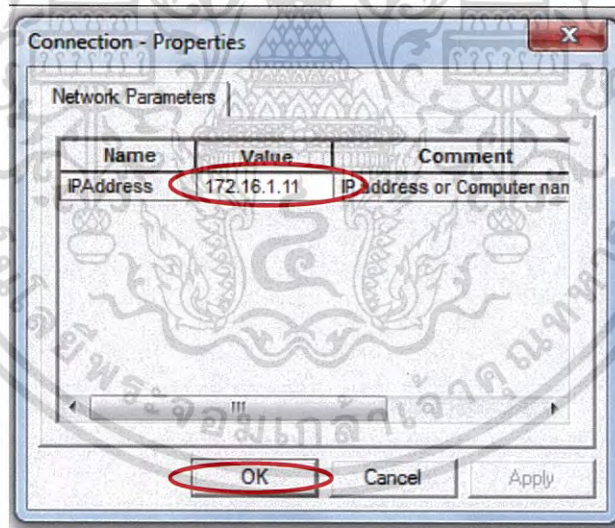 Connection - Properties
Network Parameters
Name Value Comment
IPAddress 172.16.1.11 IP address or Computer nan
OK Cancel Apply